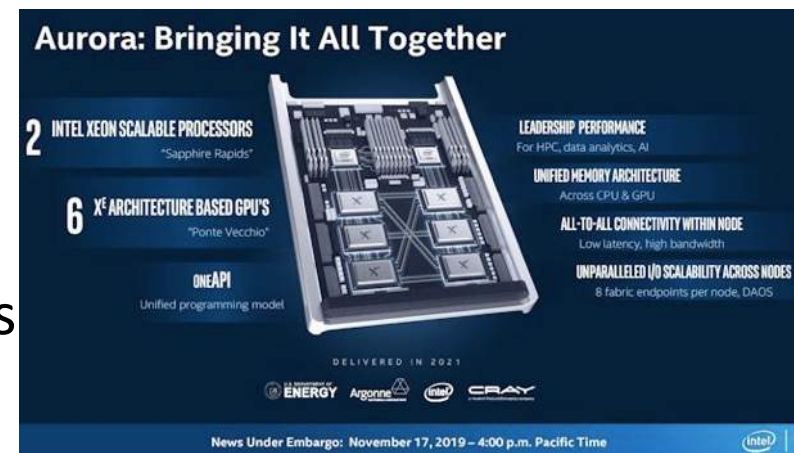 Aurora: Bringing It All Together
2 INTEL XEON SCALABLE PROCESSORS
"Sapphire Rapids"
6 Xᴱ ARCHITECTURE BASED GPU'S
"Ponte Vecchio"
ONEAPI
Unified programming model
LEADERSHIP PERFORMANCE
For HPC, data analytics, AI
UNIFIED MEMORY ARCHITECTURE
Across CPU & GPU
ALL-TO-ALL CONNECTIVITY WITHIN NODE
Low latency, high bandwidth
UNPARALLELED I/O SCALABILITY ACROSS NODES
8 fabric endpoints per node, DAOS
s
DELIVERED IN 2021
ENERGY Argonne intel CRAY
News Under Embargo: November 17, 2019 – 4:00 p.m. Pacific Time
intel